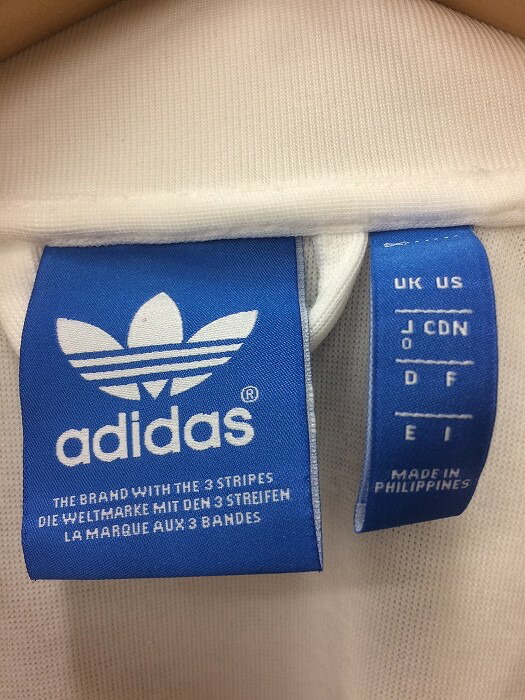 adidas®
THE BRAND WITH THE 3 STRIPES
DIE WELTMARKE MIT DEN 3 STREIFEN
LA MARQUE AUX 3 BANDES
UK US
J CDN
O
D F
E I
MADE IN
PHILIPPINES